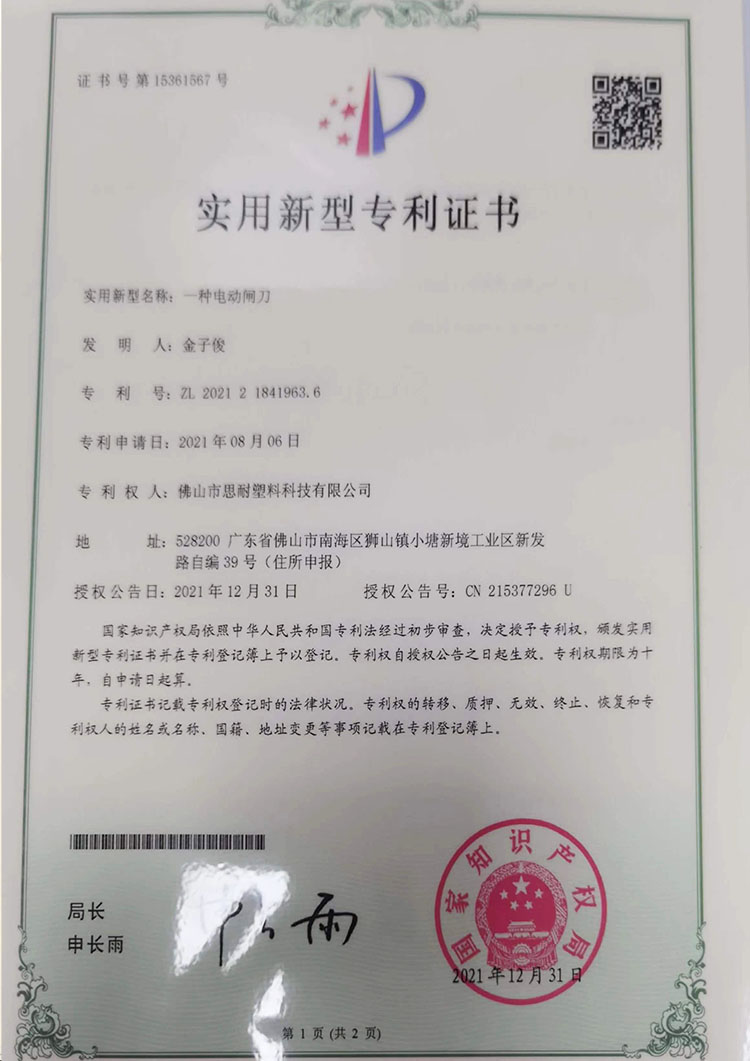 证书号第15361567号
实用新型专利证书
实用新型名称：一种电动闸刀
发明人：金子俊
专利号：ZL 2021 2 1841963.6
专利申请日：2021年08月06日
专利权人：佛山市思耐塑料科技有限公司
地址：528200 广东省佛山市南海区狮山镇小塘新境工业区新发
路自编39号（住所申报）
授权公告日：2021年12月31日 授权公告号：CN 215377296 U
国家知识产权局依照中华人民共和国专利法经过初步审查，决定授予专利权，颁发实用
新型专利证书并在专利登记簿上予以登记。专利权自授权公告之日起生效。专利权期限为十
年，自申请日起算。
专利证书记载专利权登记时的法律状况。专利权的转移、质押、无效、终止、恢复和专
利权人的姓名或名称、国籍、地址变更等事项记载在专利登记簿上。
局长
申长雨
雨
国家知识产权局
2021年12月31日
第1页(共2页)